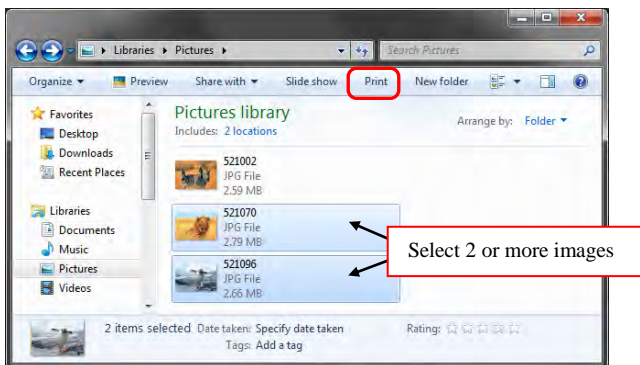 Libraries Pictures
Search Pictures
Organize Preview Share with Slide show Print New folder
Favorites
Desktop
Downloads
Recent Places
Libraries
Documents
Music
Pictures
Videos
Pictures library
Includes: 2 locations
Arrange by: Folder
521002
JPG File
2.59 MB
521070
JPG File
2.79 MB
521096
JPG File
2.66 MB
Select 2 or more images
2 items selected Date taken: Specify date taken Rating:
Tags: Add a tag